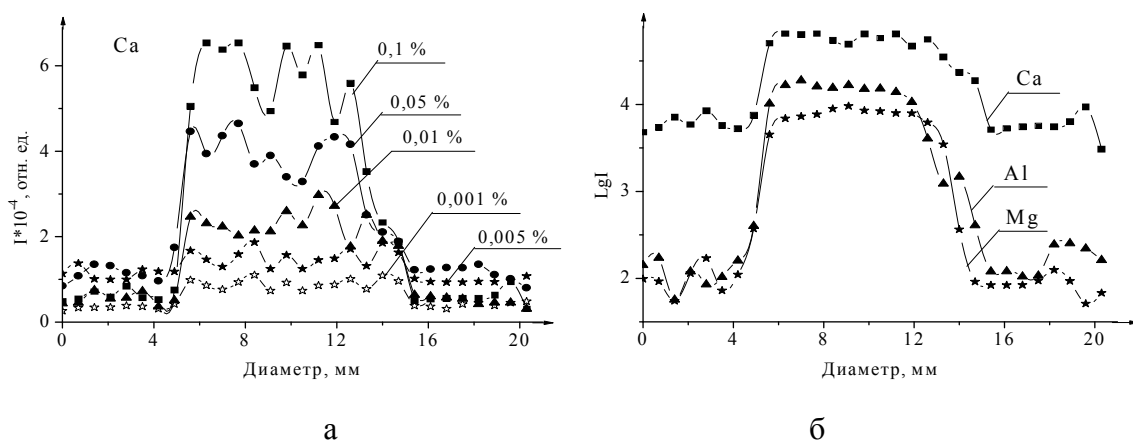 Ca
0,1 %
0,05 %
0,01 %
0,001 %
0,005 %
I*10⁻⁴, отн. ед.
6
4
2
0
0 4 8 12 16 20
Диаметр, мм
а
Ca
Al
Mg
LgI
4
3
2
0 4 8 12 16 20
Диаметр, мм
б